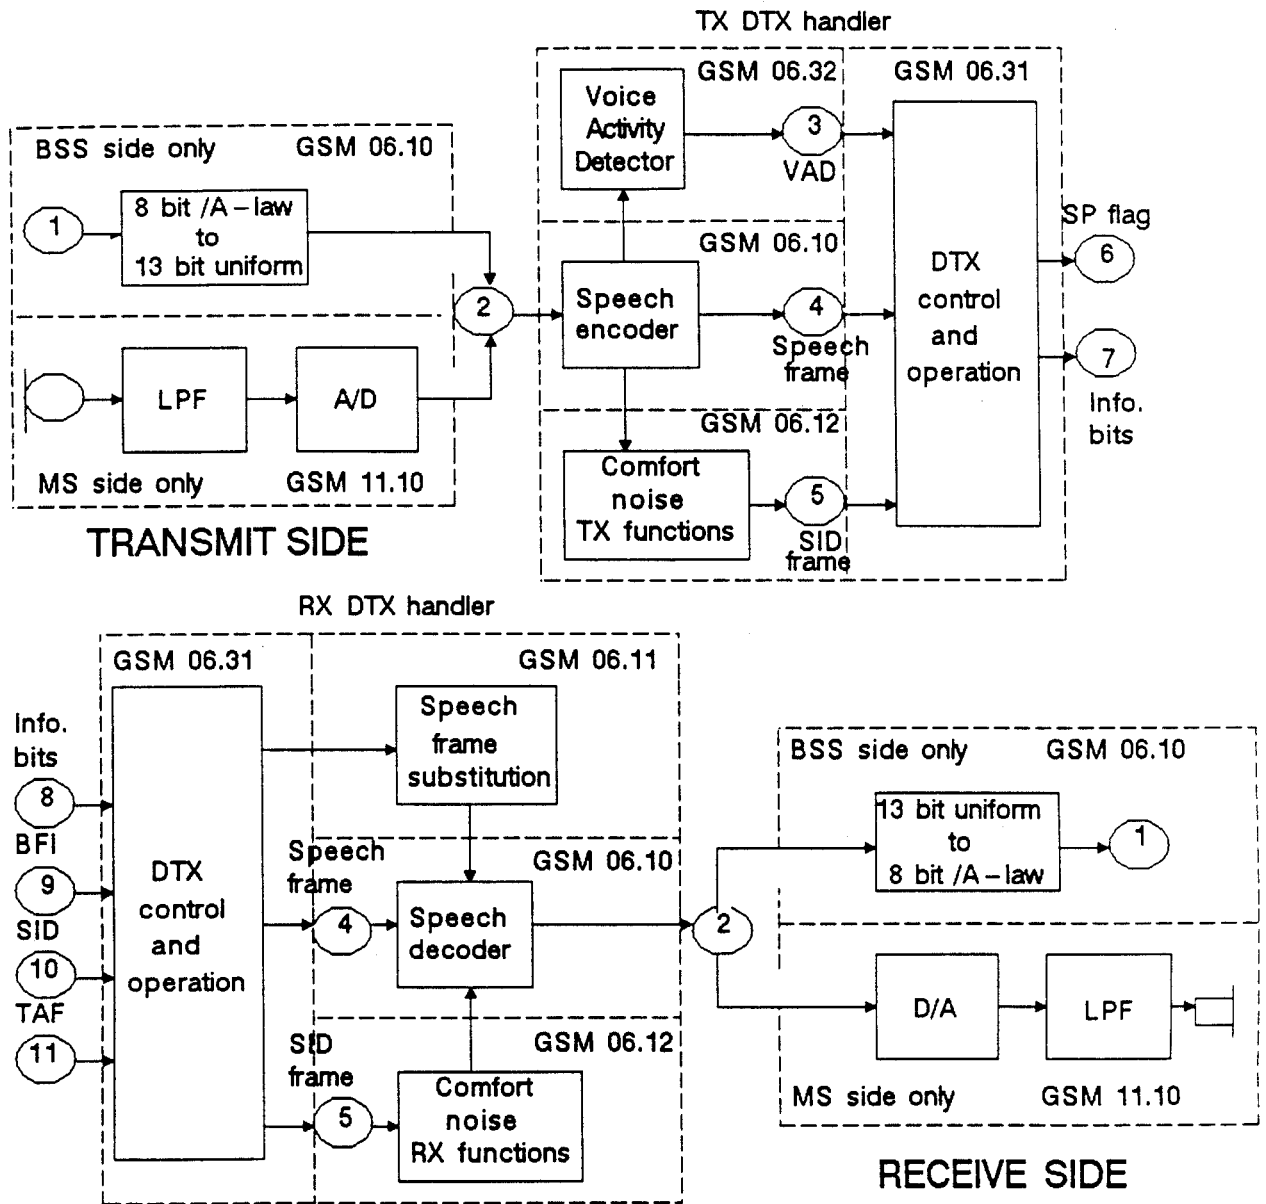 TX DTX handler
GSM 06.32
GSM 06.31
Voice
Activity
Detector
3
VAD
BSS side only
GSM 06.10
1
8 bit /A-law
to
13 bit uniform
2
LPF
A/D
MS side only
GSM 11.10
TRANSMIT SIDE
GSM 06.10
Speech
encoder
4
Speech
frame
GSM 06.12
Comfort
noise
TX functions
5
SID
frame
DTX
control
and
operation
SP flag
6
7
Info.
bits
RX DTX handler
GSM 06.31
GSM 06.11
Info.
bits
8
BFI
9
SID
10
TAF
11
DTX
control
and
operation
Speech
frame
substitution
Speech
frame
GSM 06.10
4
Speech
decoder
SID
frame
GSM 06.12
5
Comfort
noise
RX functions
2
BSS side only
GSM 06.10
13 bit uniform
to
8 bit /A-law
1
D/A
LPF
MS side only
GSM 11.10
RECEIVE SIDE